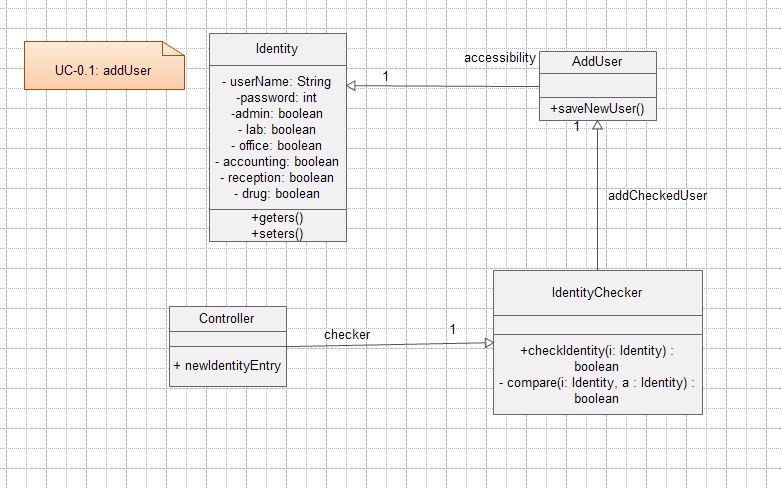 UC-0.1: addUser
Identity
- userName: String
-password: int
-admin: boolean
- lab: boolean
- office: boolean
- accounting: boolean
- reception: boolean
- drug: boolean
+geters()
+seters()
accessibility
1
AddUser
+saveNewUser()
1
addCheckedUser
IdentityChecker
+checkIdentity(i: Identity) :
boolean
- compare(i: Identity, a : Identity) :
boolean
Controller
+ newIdentityEntry
checker
1